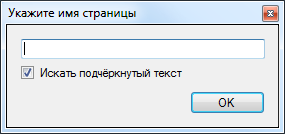 Укажите имя страницы
Искать подчёркнутый текст
OK